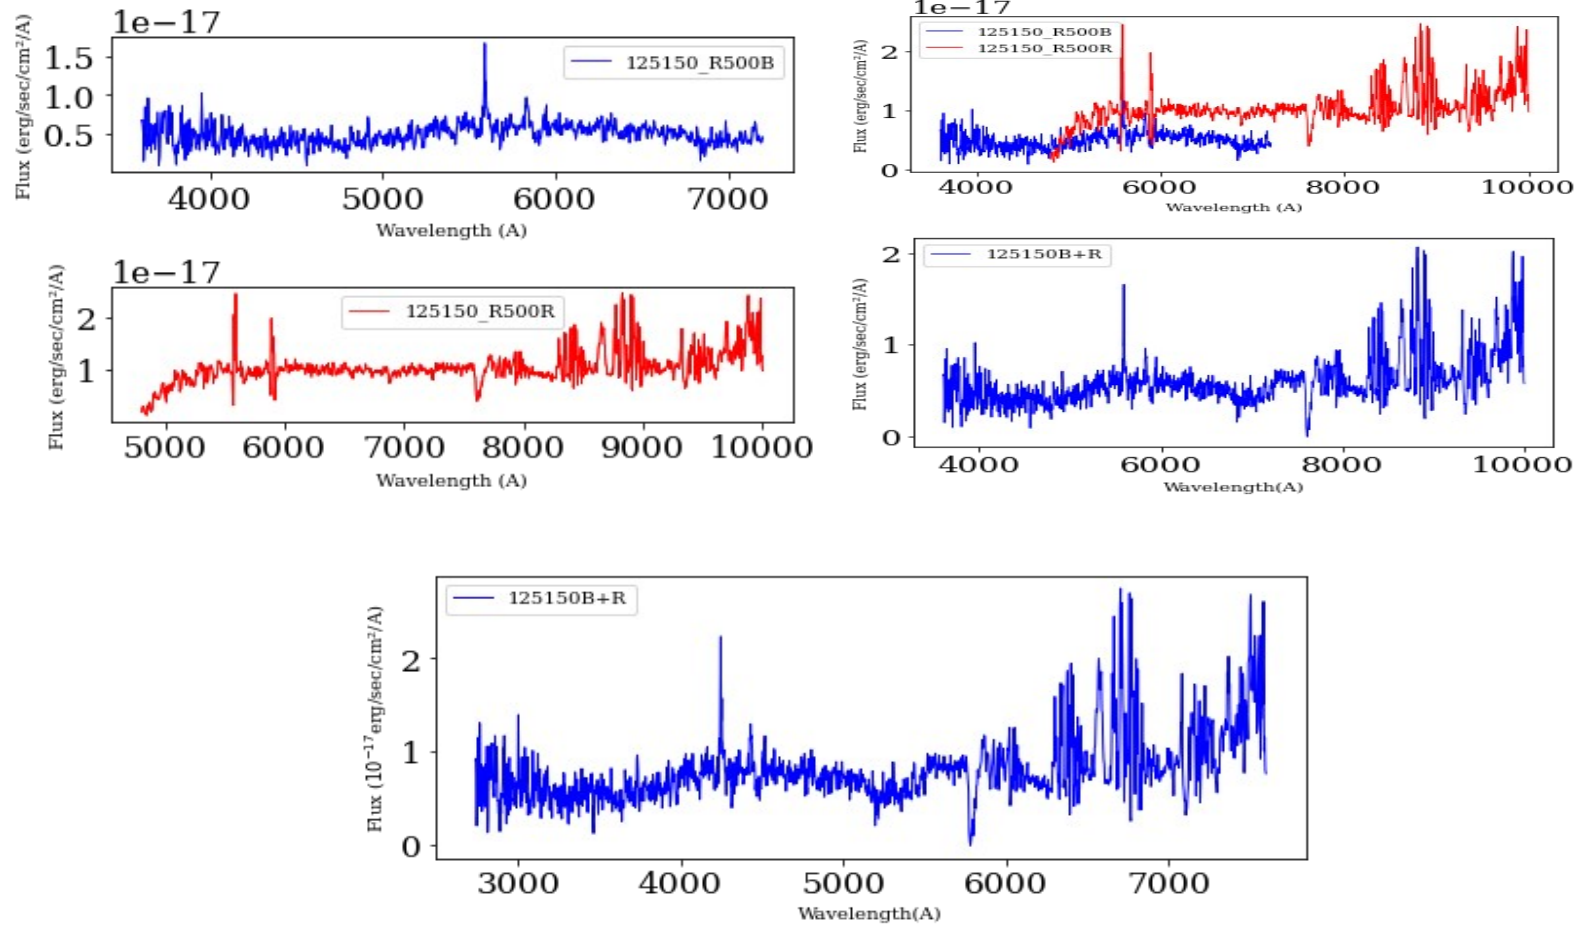 1e−17
Flux (erg/sec/cm²/A)
1.5
1.0
0.5
125150_R500B
4000 5000 6000 7000
Wavelength (A)
1e−17
Flux (erg/sec/cm²/A)
2
1
0
125150_R500B
125150_R500R
4000 6000 8000 10000
Wavelength (A)
1e−17
Flux (erg/sec/cm²/A)
2
1
125150_R500R
5000 6000 7000 8000 9000 10000
Wavelength (A)
Flux (erg/sec/cm²/A)
2
1
0
125150B+R
4000 6000 8000 10000
Wavelength(A)
Flux (10⁻¹⁷erg/sec/cm²/A)
2
1
0
125150B+R
3000 4000 5000 6000 7000
Wavelength(A)